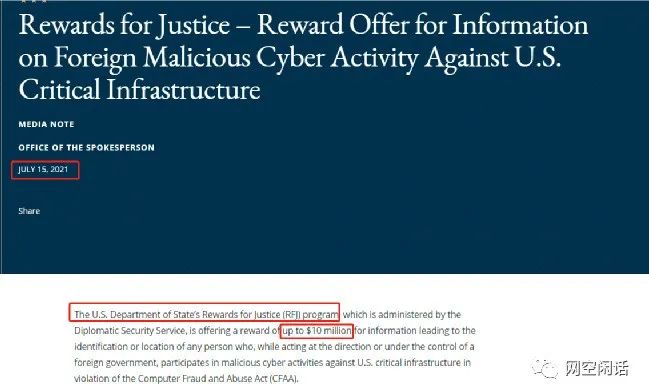 Rewards for Justice – Reward Offer for Information
on Foreign Malicious Cyber Activity Against U.S.
Critical Infrastructure
MEDIA NOTE
OFFICE OF THE SPOKESPERSON
JULY 15, 2021
Share
The U.S. Department of State's Rewards for Justice (RFJ) program, which is administered by the
Diplomatic Security Service, is offering a reward of up to $10 million for information leading to the
identification or location of any person who, while acting at the direction or under the control of a
foreign government, participates in malicious cyber activities against U.S. critical infrastructure in
violation of the Computer Fraud and Abuse Act (CFAA).
网空闲话